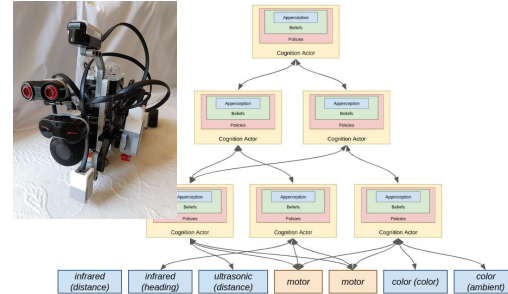 Apperception
Beliefs
Policies
Cognition Actor
Apperception
Beliefs
Policies
Cognition Actor
Apperception
Beliefs
Policies
Cognition Actor
Apperception
Beliefs
Policies
Cognition Actor
Apperception
Beliefs
Policies
Cognition Actor
Apperception
Beliefs
Policies
Cognition Actor
infrared
(distance)
infrared
(heading)
ultrasonic
(distance)
motor
motor
color (color)
color
(ambient)